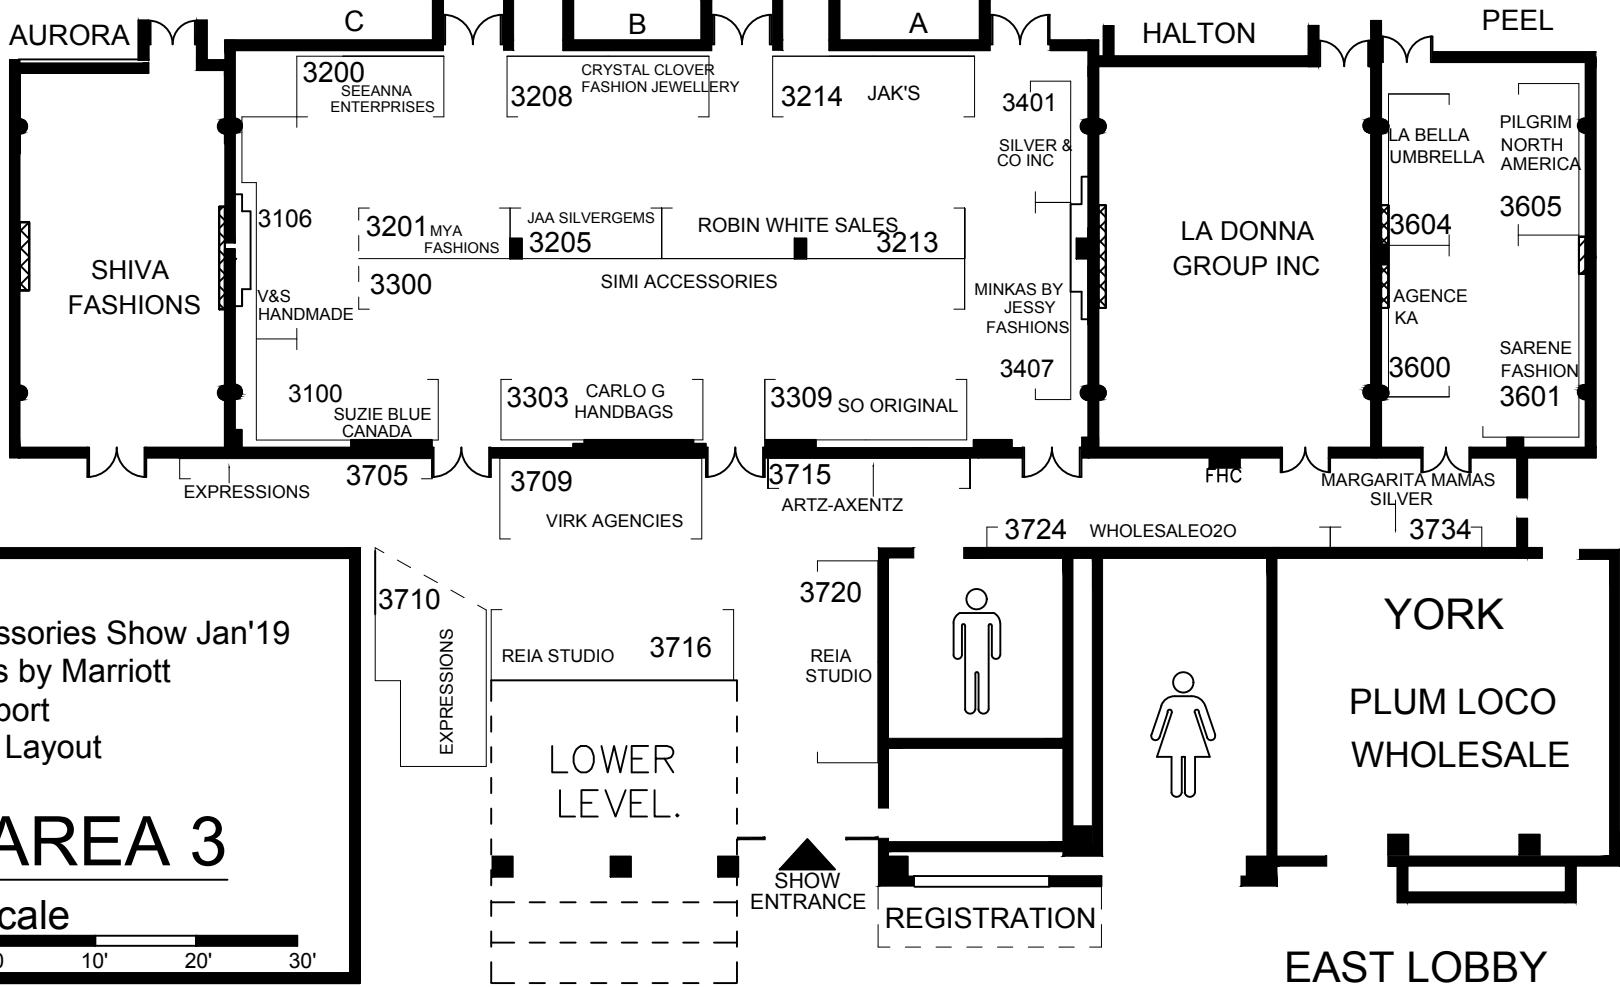 AURORA
C
B
A
HALTON
PEEL
3200
SEEANNA
ENTERPRISES
3208
CRYSTAL CLOVER
FASHION JEWELLERY
3214
JAK'S
3401
SILVER &
CO INC
LA BELLA
UMBRELLA
PILGRIM
NORTH
AMERICA
3106
3201
MYA
FASHIONS
JAA SILVERGEMS
3205
ROBIN WHITE SALES
3213
3604
3605
SHIVA
FASHIONS
LA DONNA
GROUP INC
3300
SIMI ACCESSORIES
V&S
HANDMADE
MINKAS BY
JESSY
FASHIONS
AGENCE
KA
3407
3600
SARENE
FASHION
3601
3100
SUZIE BLUE
CANADA
3303
CARLO G
HANDBAGS
3309
SO ORIGINAL
EXPRESSIONS
3705
3709
VIRK AGENCIES
3715
ARTZ-AXENTZ
FHC
MARGARITA MAMAS
SILVER
3724
WHOLESALEO2O
3734
3710
EXPRESSIONS
REIA STUDIO
3716
3720
REIA
STUDIO
YORK
PLUM LOCO
WHOLESALE
ssories Show Jan'19
s by Marriott
port
Layout
AREA 3
cale
0
10'
20'
30'
LOWER
LEVEL.
SHOW
ENTRANCE
REGISTRATION
EAST LOBBY